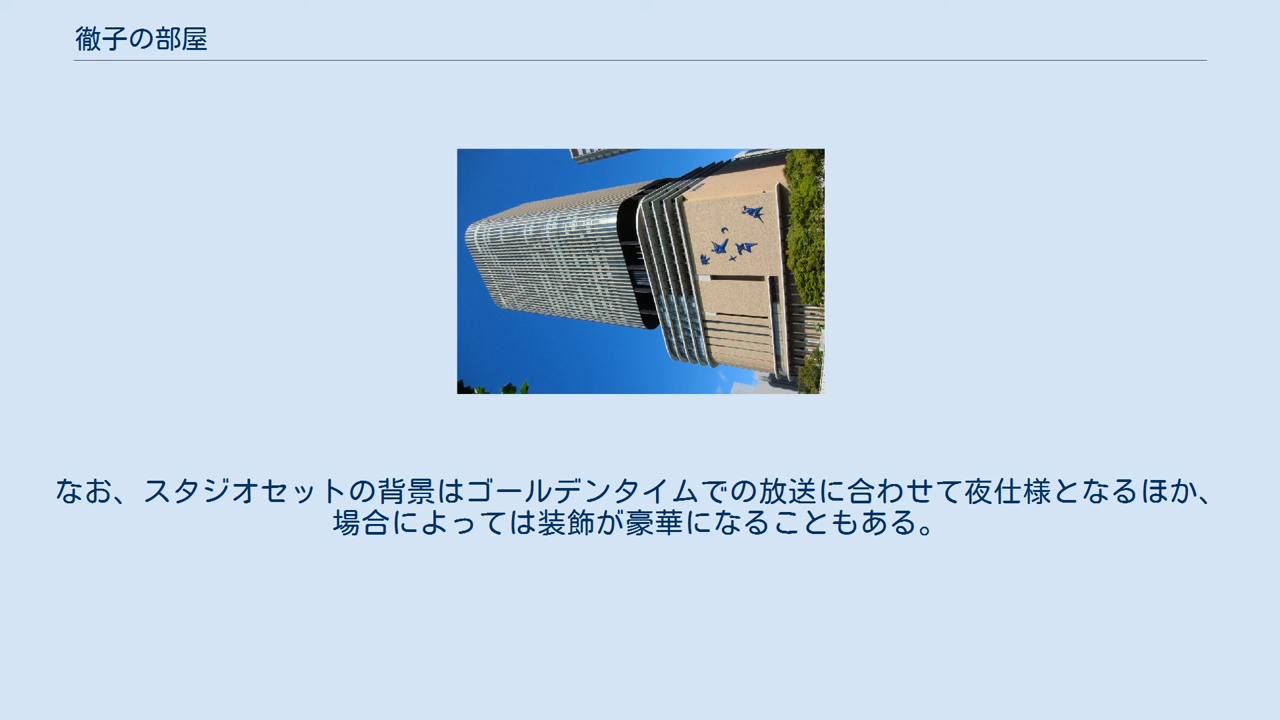 徹子の部屋
なお、スタジオセットの背景はゴールデンタイムでの放送に合わせて夜仕様となるほか、
場合によっては装飾が豪華になることもある。